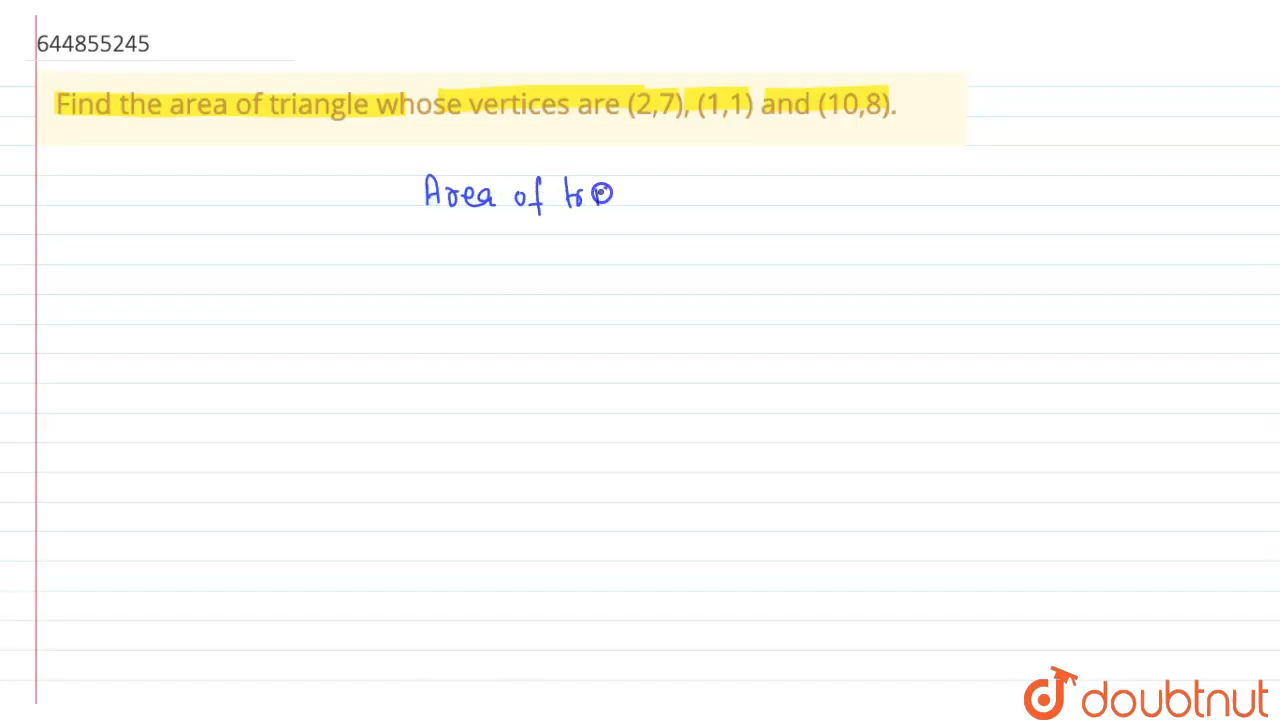 644855245
Find the area of triangle whose vertices are (2,7), (1,1) and (10,8).
Area of tr
doubtnut